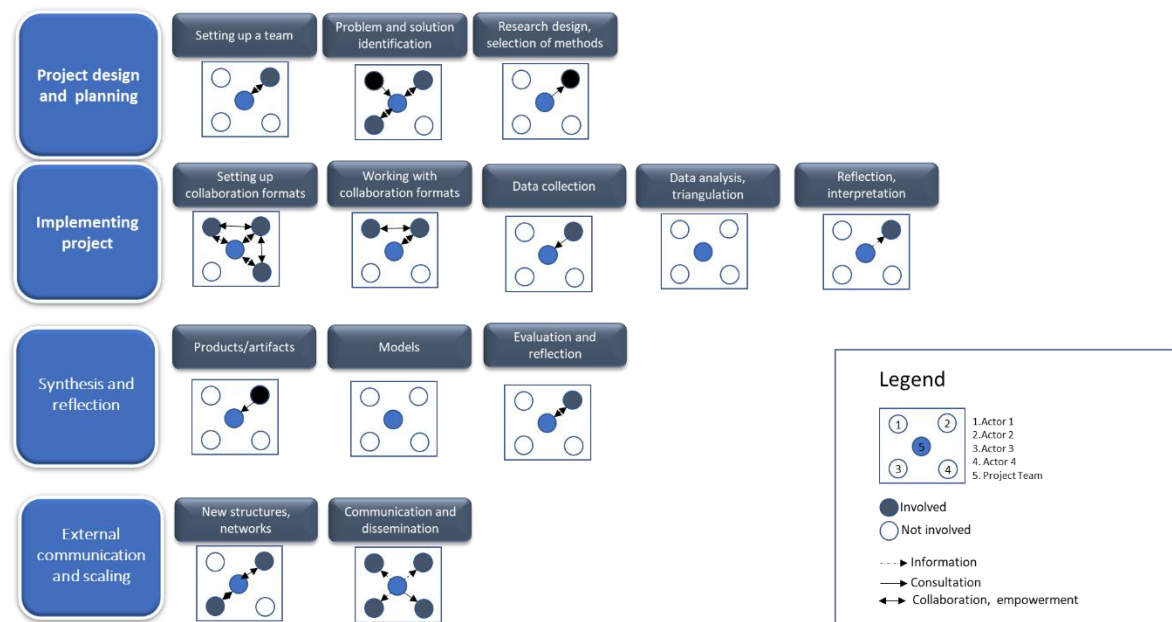 Project design
and planning
Setting up a team
Problem and solution
identification
Research design,
selection of methods
Implementing
project
Setting up
collaboration formats
Working with
collaboration formats
Data collection
Data analysis,
triangulation
Reflection,
interpretation
Synthesis and
reflection
Products/artifacts
Models
Evaluation and
reflection
External
communication
and scaling
New structures,
networks
Communication and
dissemination
Legend
1
2
3
4
5
1.Actor 1
2.Actor 2
3.Actor 3
4. Actor 4
5. Project Team
Involved
Not involved
Information
Consultation
Collaboration, empowerment